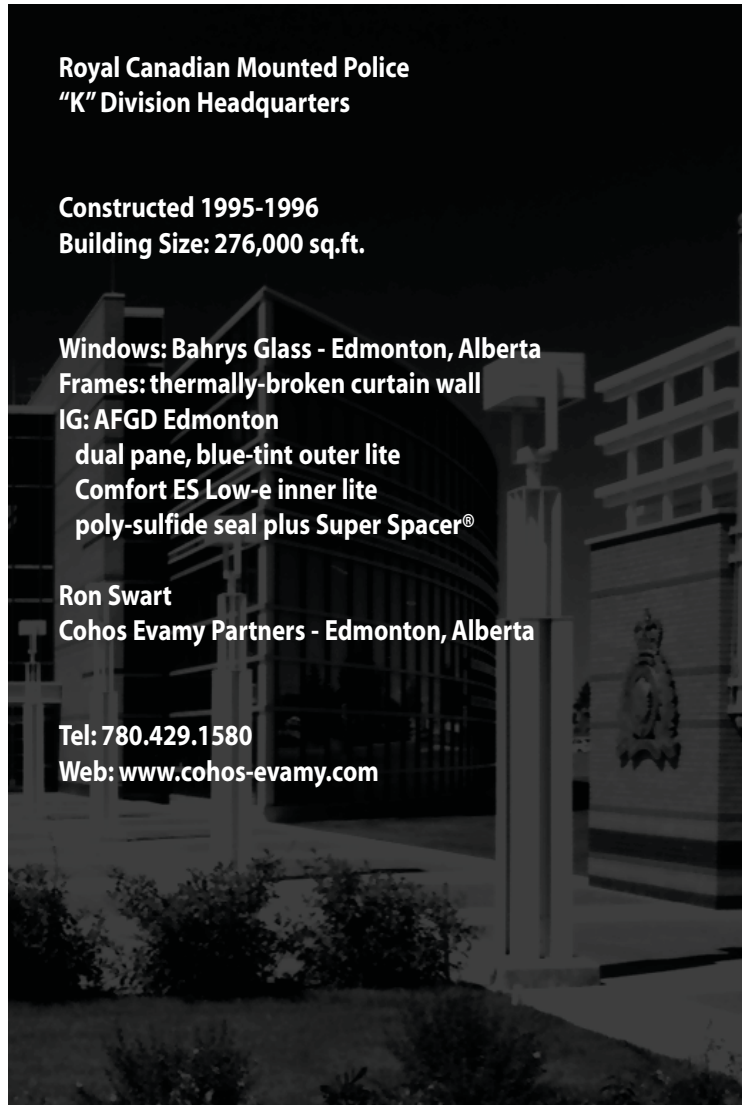 Royal Canadian Mounted Police
“K” Division Headquarters
Constructed 1995-1996
Building Size: 276,000 sq.ft.
Windows: Bahrys Glass - Edmonton, Alberta
Frames: thermally-broken curtain wall
IG: AFGD Edmonton
dual pane, blue-tint outer lite
Comfort ES Low-e inner lite
poly-sulfide seal plus Super Spacer®
Ron Swart
Cohos Evamy Partners - Edmonton, Alberta
Tel: 780.429.1580
Web: www.cohos-evamy.com